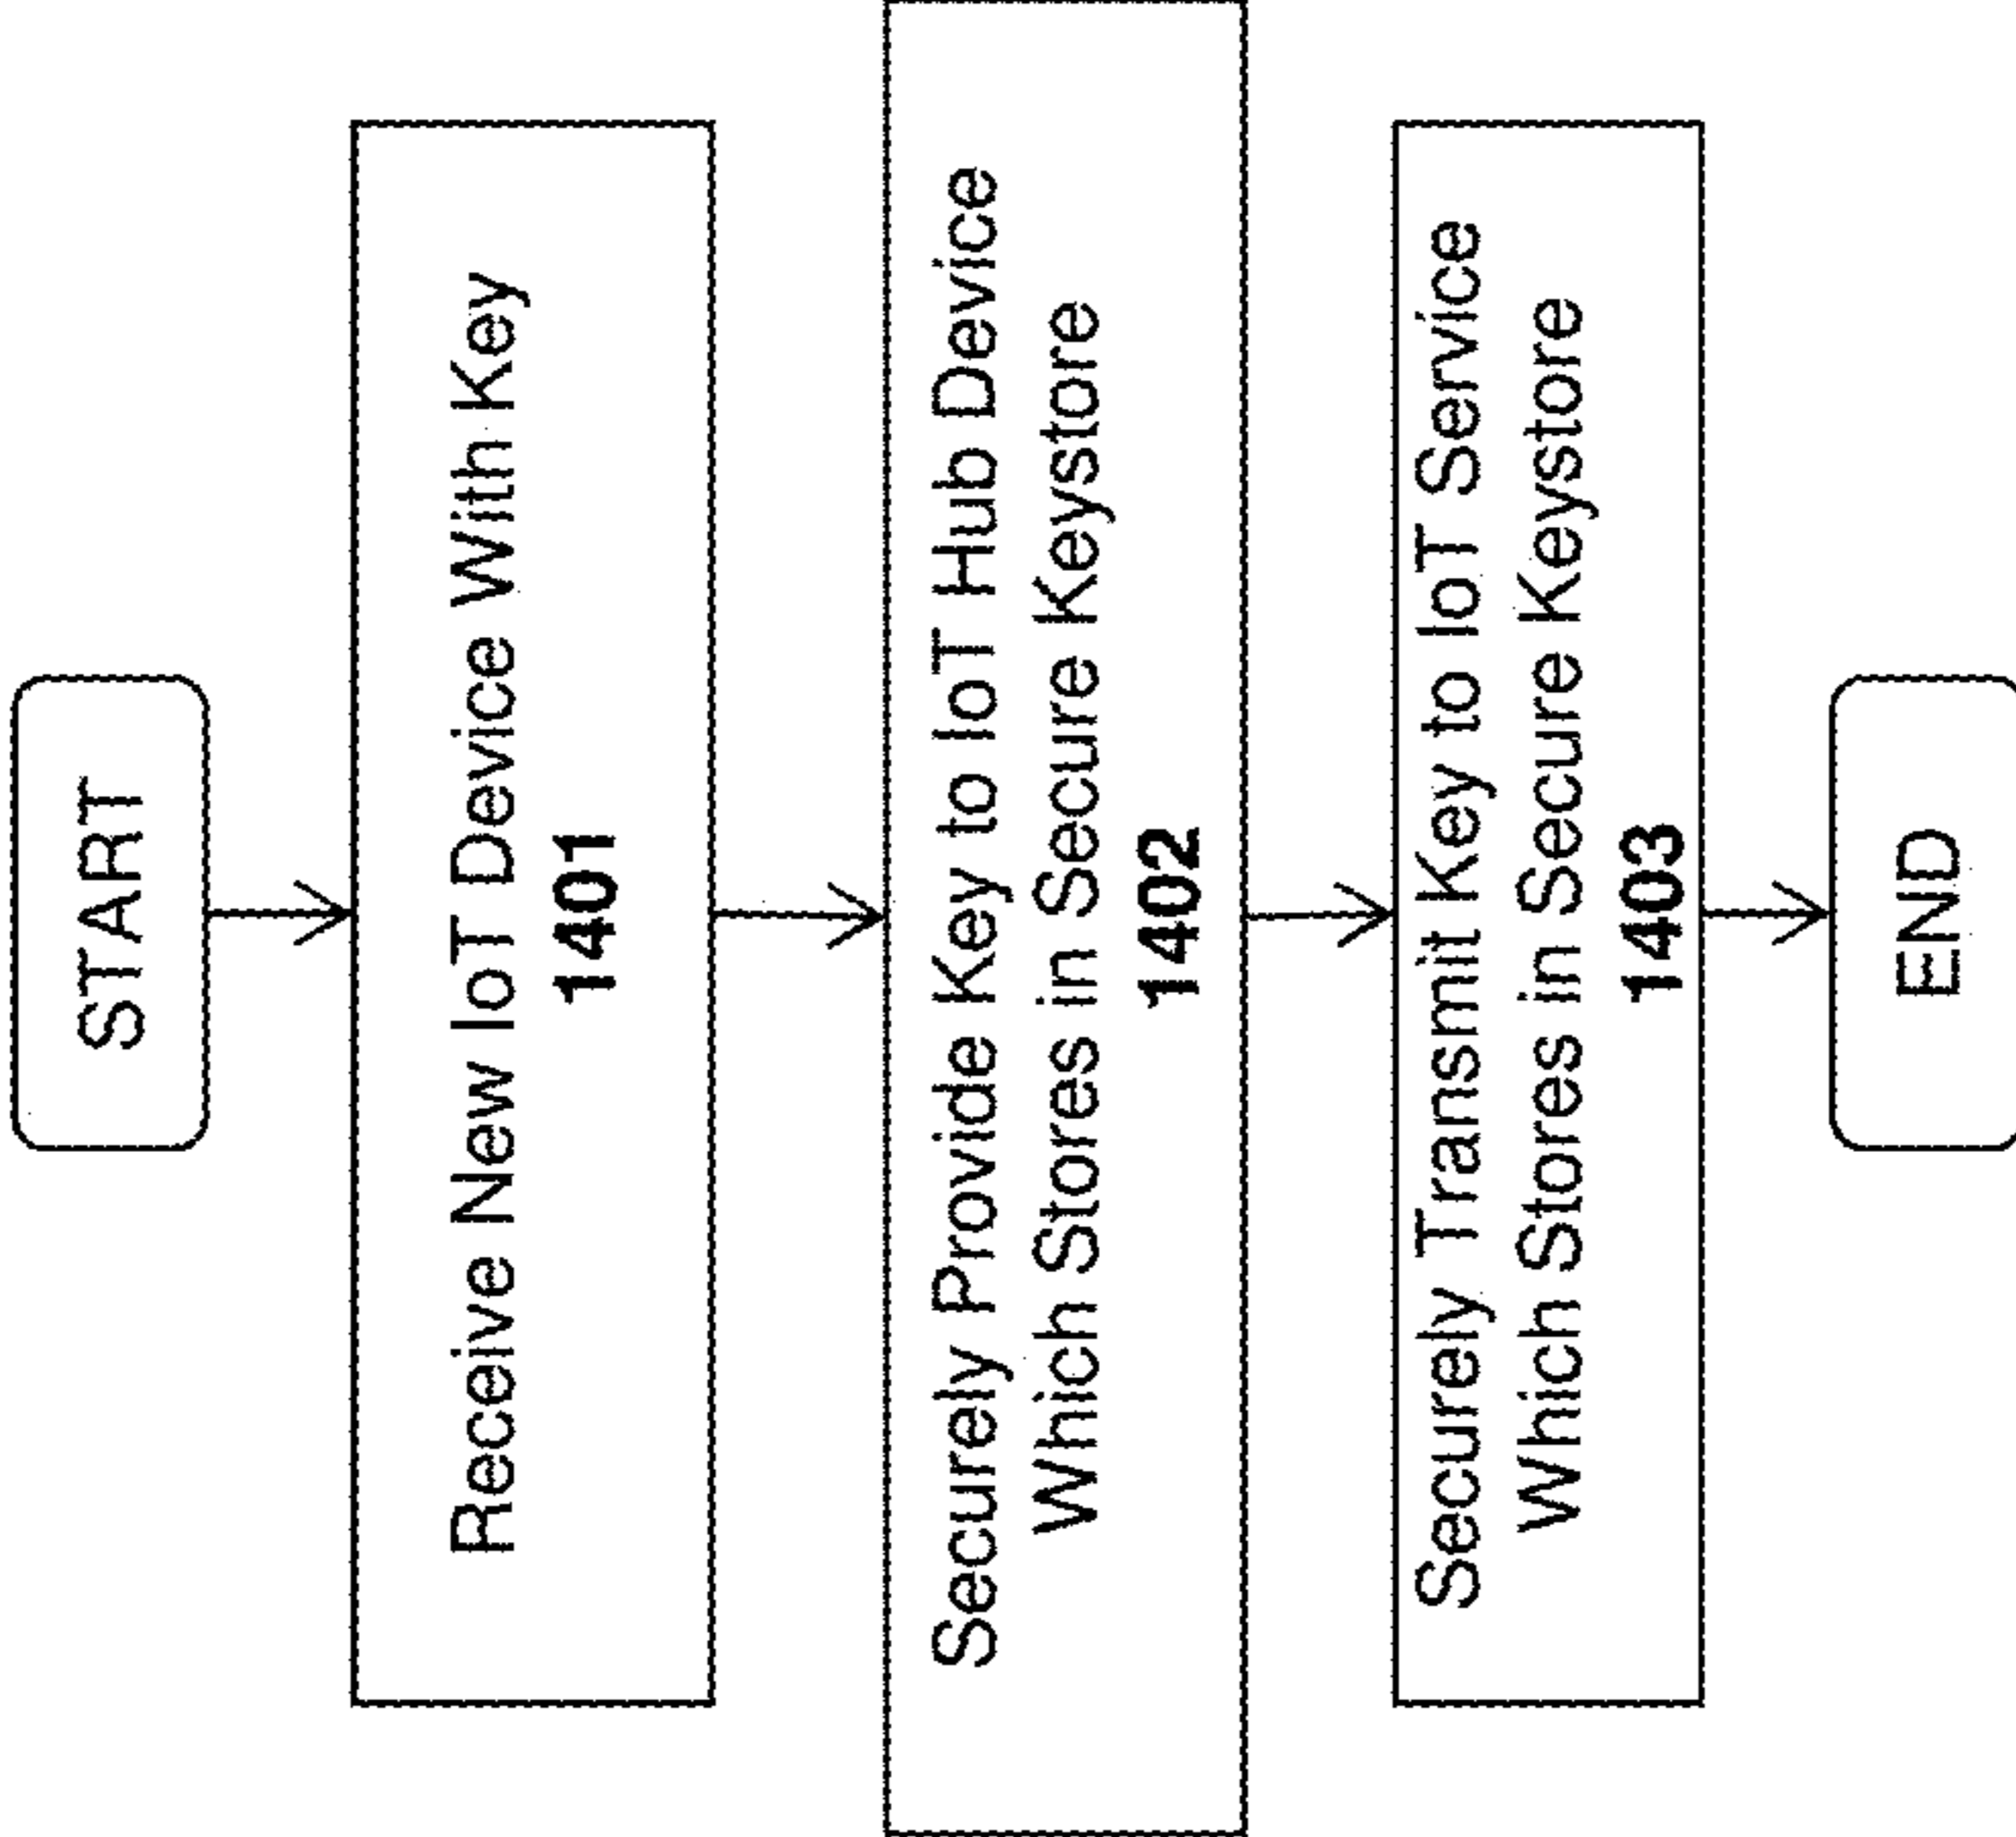 START
Receive New IoT Device With Key
1401
Securely Provide Key to IoT Hub Device
Which Stores in Secure Keystore
1402
Securely Transmit Key to IoT Service
Which Stores in Secure Keystore
1403
END